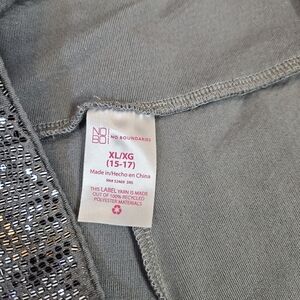 NO
BO
NO BOUNDARIES
XL/XG
(15-17)
Made in/Hecho en China
THIS LABEL YARN IS MADE
OUT OF 100% RECYCLED
POLYESTER MATERIALS